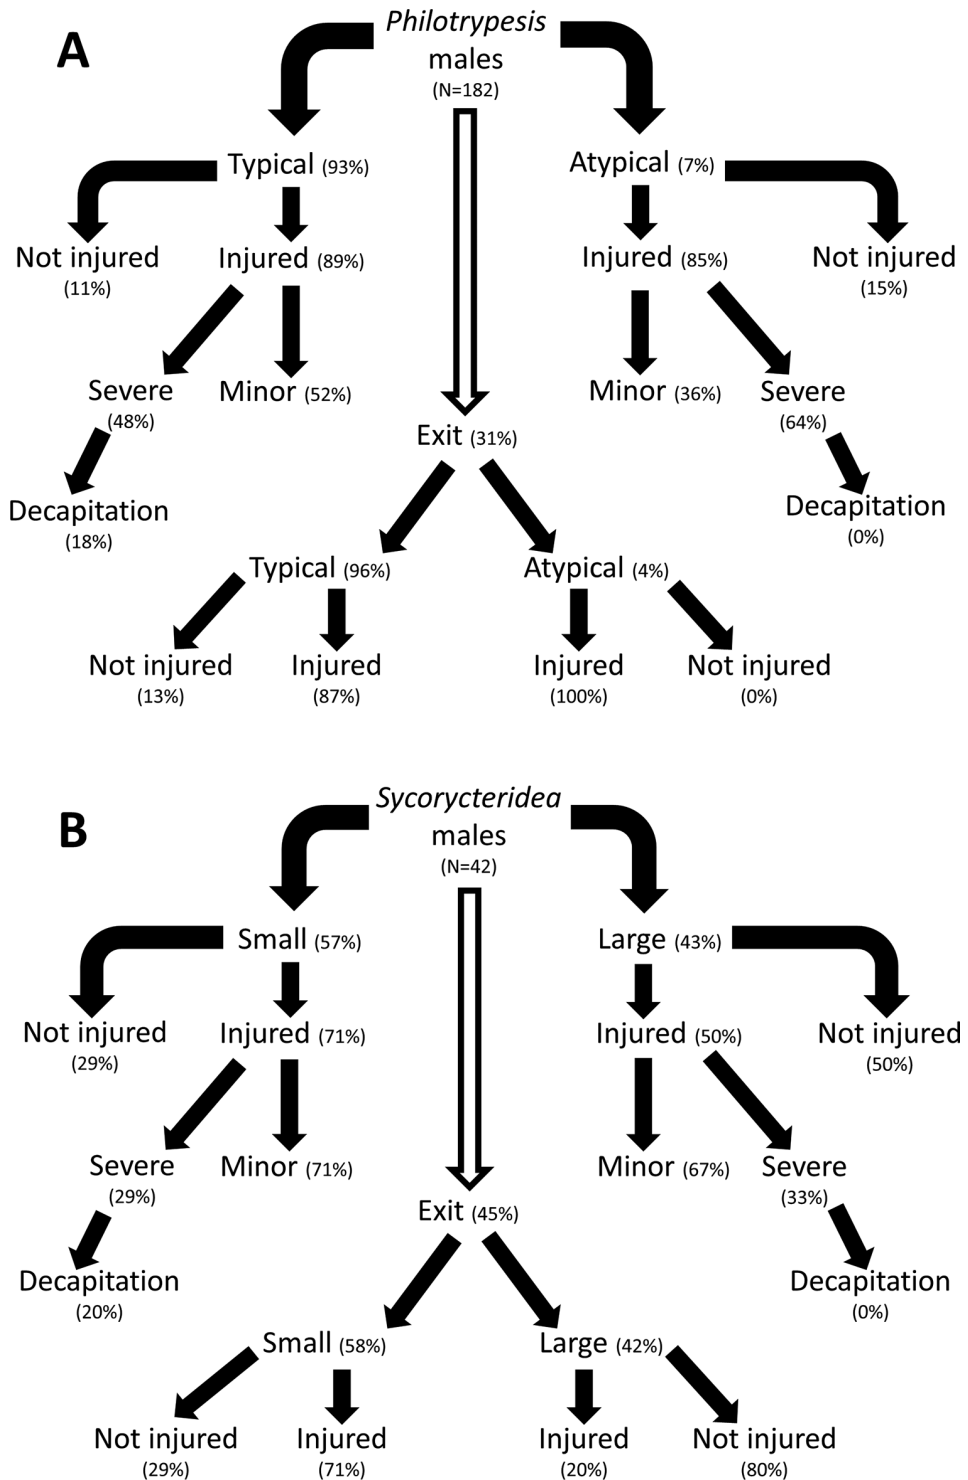 A
Philotrypesis
males
(N=182)
Typical (93%)
Atypical (7%)
Not injured
(11%)
Injured (89%)
Injured (85%)
Not injured
(15%)
Severe
(48%)
Minor (52%)
Minor (36%)
Severe
(64%)
Exit (31%)
Decapitation
(18%)
Decapitation
(0%)
Typical (96%)
Atypical (4%)
Not injured
(13%)
Injured
(87%)
Injured
(100%)
Not injured
(0%)
B
Sycorycteridea
males
(N=42)
Small (57%)
Large (43%)
Not injured
(29%)
Injured (71%)
Injured (50%)
Not injured
(50%)
Severe
(29%)
Minor (71%)
Minor (67%)
Severe
(33%)
Exit (45%)
Decapitation
(20%)
Decapitation
(0%)
Small (58%)
Large (42%)
Not injured
(29%)
Injured
(71%)
Injured
(20%)
Not injured
(80%)